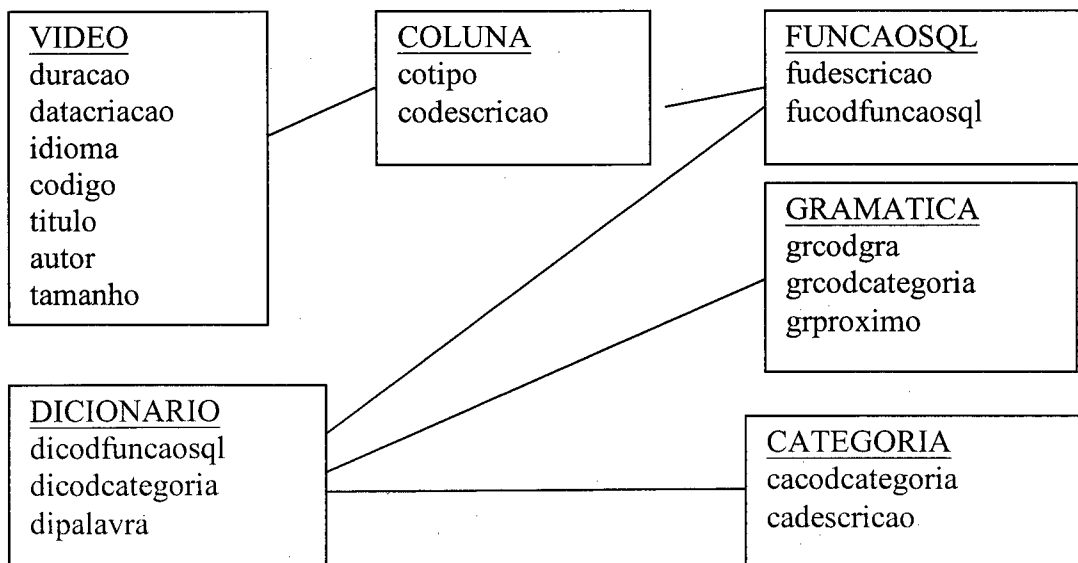 VIDEO
duracao
datacriacao
idioma
codigo
titulo
autor
tamanho
COLUNA
cotipo
codescricao
FUNCAOSQL
fudescricao
fucodfuncaosql
GRAMATICA
grcodgra
grcodcategoria
grproximo
DICIONARIO
dicodfuncaosql
dicodcategoria
dipalavra
CATEGORIA
cacodcategoria
cadescricao